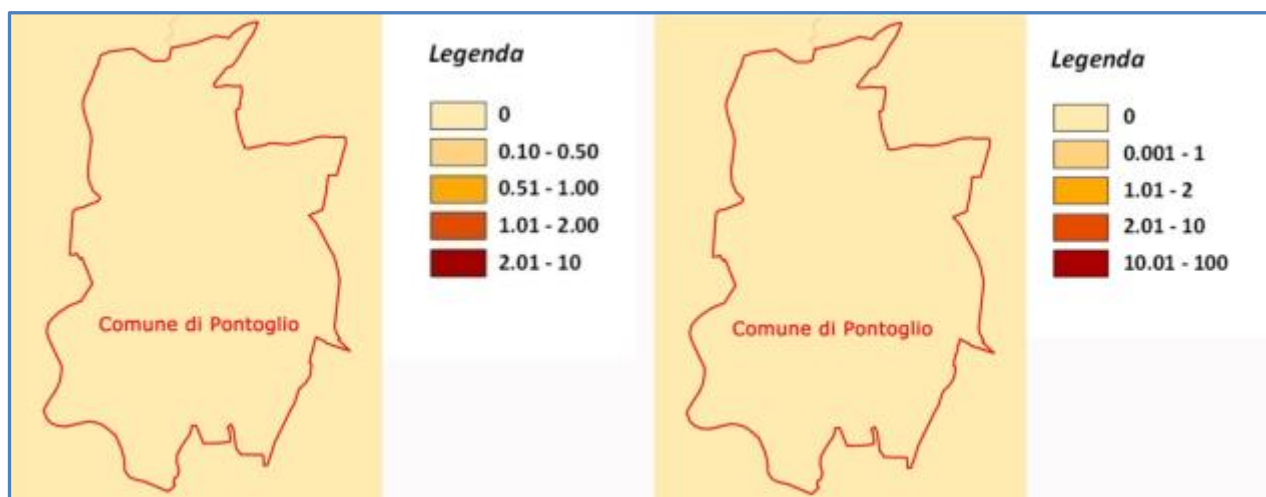 Legenda
0
0.10 - 0.50
0.51 - 1.00
1.01 - 2.00
2.01 - 10
Comune di Pontoglio
Legenda
0
0.001 - 1
1.01 - 2
2.01 - 10
10.01 - 100
Comune di Pontoglio